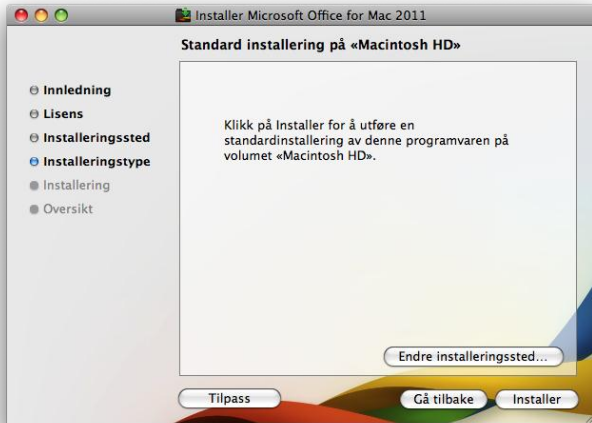 Installer Microsoft Office for Mac 2011
Standard installering på «Macintosh HD»
Innledning
Lisens
Installeringssted
Installeringstype
Installering
Oversikt
Klikk på Installer for å utføre en
standardinstallering av denne programvaren på
volumet «Macintosh HD».
Endre installeringssted...
Tilpass
Gå tilbake
Installer